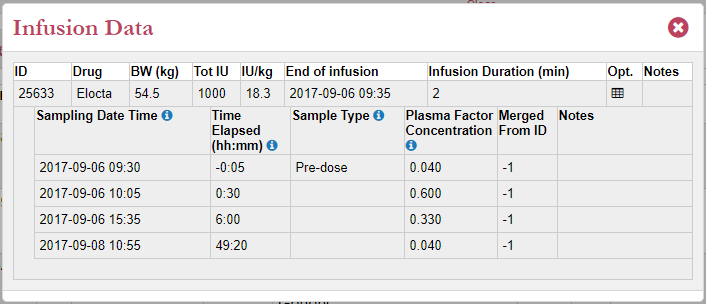 Infusion Data
ID Drug BW (kg) Tot IU IU/kg End of infusion Infusion Duration (min) Opt. Notes
25633 Elocta 54.5 1000 18.3 2017-09-06 09:35 2
Sampling Date Time Time Elapsed (hh:mm) Sample Type Plasma Factor Concentration Merged From ID Notes
2017-09-06 09:30 -0:05 Pre-dose 0.040 -1
2017-09-06 10:05 0:30 0.600 -1
2017-09-06 15:35 6:00 0.330 -1
2017-09-08 10:55 49:20 0.040 -1